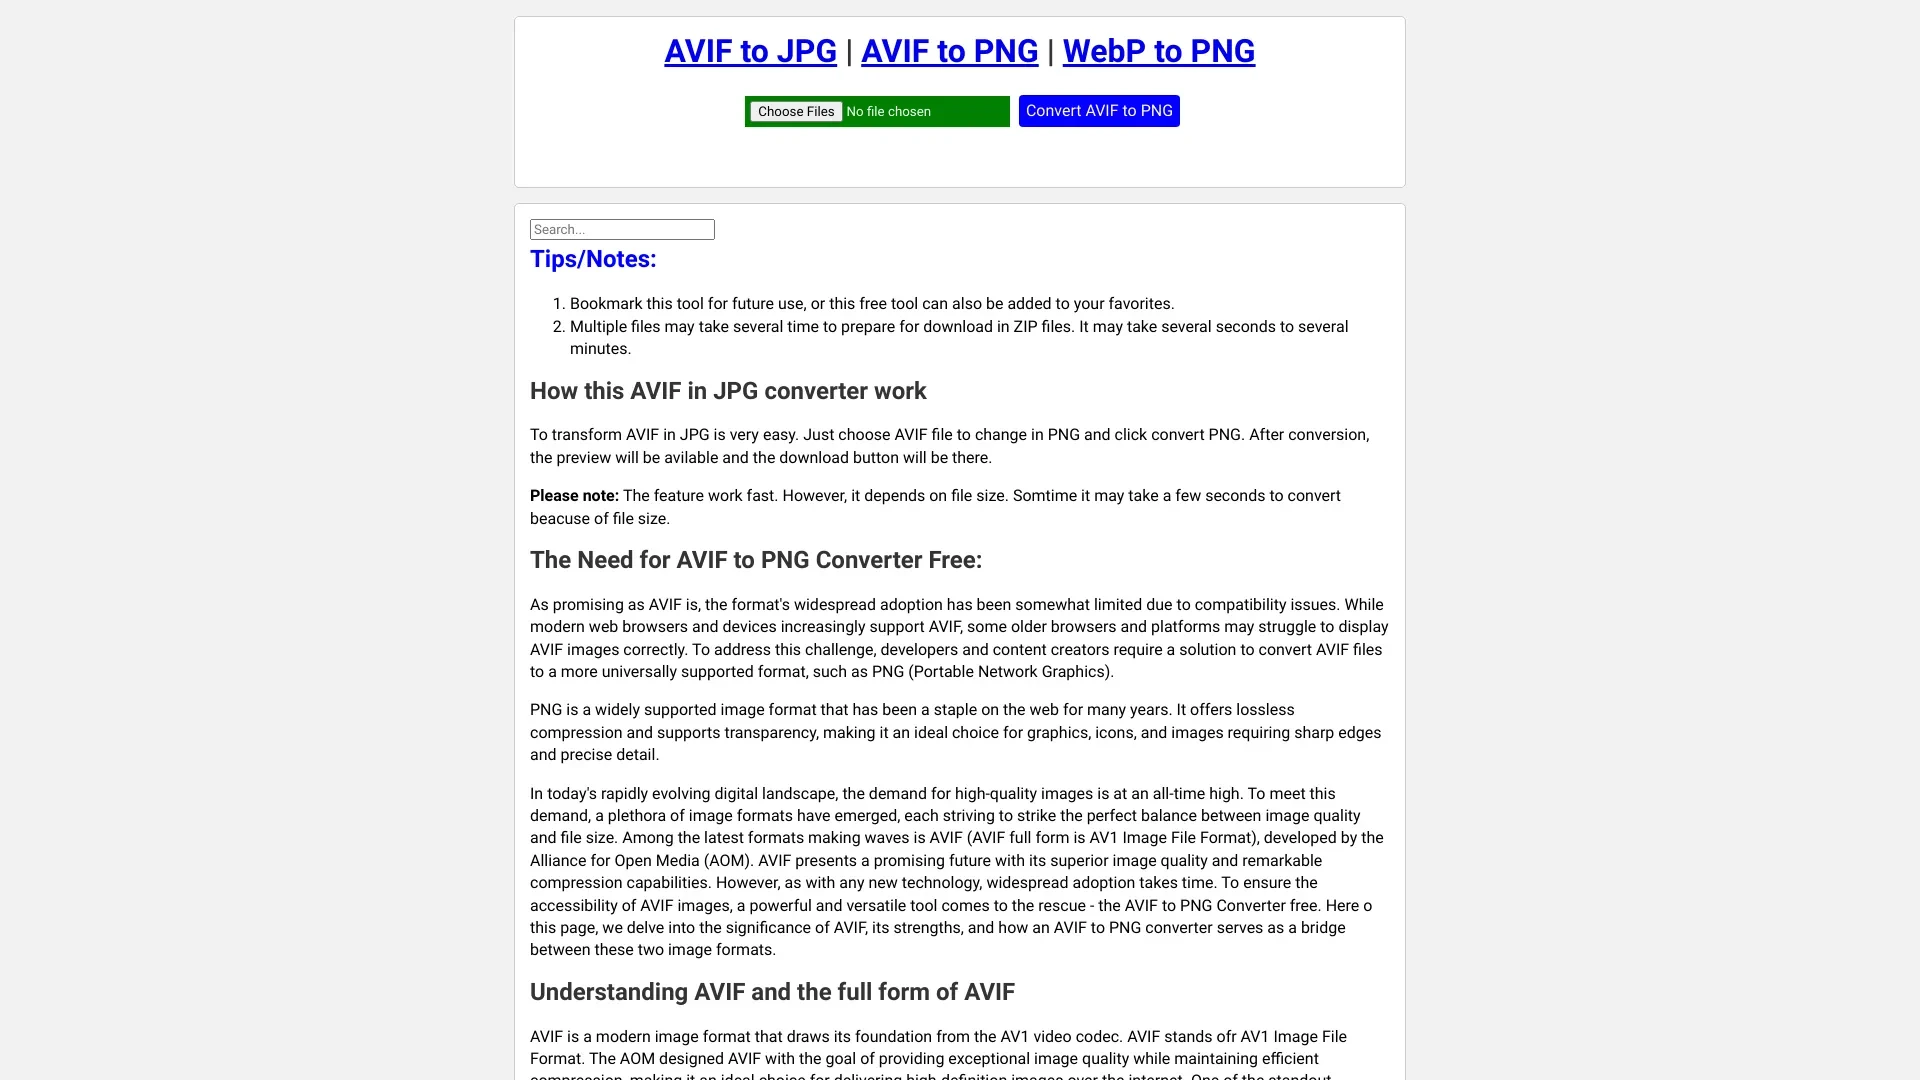 AVIF to JPG | AVIF to PNG | WebP to PNG
Choose Files No file chosen Convert AVIF to PNG
Search...
Tips/Notes:
1. Bookmark this tool for future use, or this free tool can also be added to your favorites.
2. Multiple files may take several time to prepare for download in ZIP files. It may take several seconds to several
minutes.
How this AVIF in JPG converter work
To transform AVIF in JPG is very easy. Just choose AVIF file to change in PNG and click convert PNG. After conversion,
the preview will be avilable and the download button will be there.
Please note: The feature work fast. However, it depends on file size. Somtime it may take a few seconds to convert
beacuse of file size.
The Need for AVIF to PNG Converter Free:
As promising as AVIF is, the format's widespread adoption has been somewhat limited due to compatibility issues. While
modern web browsers and devices increasingly support AVIF, some older browsers and platforms may struggle to display
AVIF images correctly. To address this challenge, developers and content creators require a solution to convert AVIF files
to a more universally supported format, such as PNG (Portable Network Graphics).
PNG is a widely supported image format that has been a staple on the web for many years. It offers lossless
compression and supports transparency, making it an ideal choice for graphics, icons, and images requiring sharp edges
and precise detail.
In today's rapidly evolving digital landscape, the demand for high-quality images is at an all-time high. To meet this
demand, a plethora of image formats have emerged, each striving to strike the perfect balance between image quality
and file size. Among the latest formats making waves is AVIF (AVIF full form is AV1 Image File Format), developed by the
Alliance for Open Media (AOM). AVIF presents a promising future with its superior image quality and remarkable
compression capabilities. However, as with any new technology, widespread adoption takes time. To ensure the
accessibility of AVIF images, a powerful and versatile tool comes to the rescue - the AVIF to PNG Converter free. Here o
this page, we delve into the significance of AVIF, its strengths, and how an AVIF to PNG converter serves as a bridge
between these two image formats.
Understanding AVIF and the full form of AVIF
AVIF is a modern image format that draws its foundation from the AV1 video codec. AVIF stands ofr AV1 Image File
Format. The AOM designed AVIF with the goal of providing exceptional image quality while maintaining efficient
compression, making it an ideal choice for delivering high-definition images over the internet. One of the standout